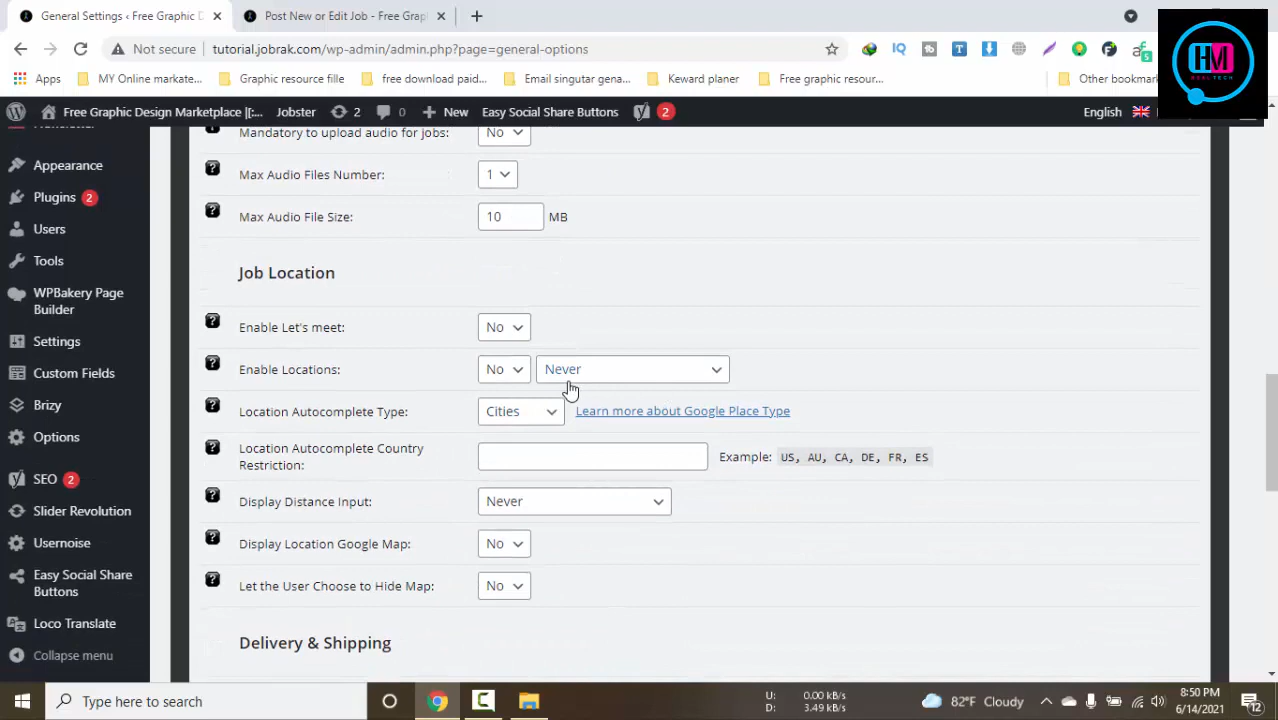 General Settings ‹ Free Graphic D
Post New or Edit Job - Free Graph
Not secure
tutorial.jobrak.com/wp-admin/admin.php?page=general-options
Apps
MY Online markate...
Graphic resource file
free download paid...
Email singutar gena...
Keward parner
Free graphic resour...
Other bookmark
HM
REAL TECH
Free Graphic Design Marketplace |[:...
Jobster
2
0
New
Easy Social Share Buttons
2
English
Appearance
Plugins 2
Users
Tools
WPBakery Page
Builder
Settings
Custom Fields
Brizy
Options
SEO 2
Slider Revolution
Usernoise
Easy Social Share
Buttons
Loco Translate
Collapse menu
Mandatory to upload audio for jobs: No
Max Audio Files Number: 1
Max Audio File Size: 10 MB
Job Location
Enable Let's meet: No
Enable Locations: No Never
Location Autocomplete Type: Cities Learn more about Google Place Type
Location Autocomplete Country
Restriction: Example: US, AU, CA, DE, FR, ES
Display Distance Input: Never
Display Location Google Map: No
Let the User Choose to Hide Map: No
Delivery & Shipping
Type here to search
U: 0.00 kB/s
D: 3.49 kB/s
82°F Cloudy
8:50 PM
6/14/2021
12